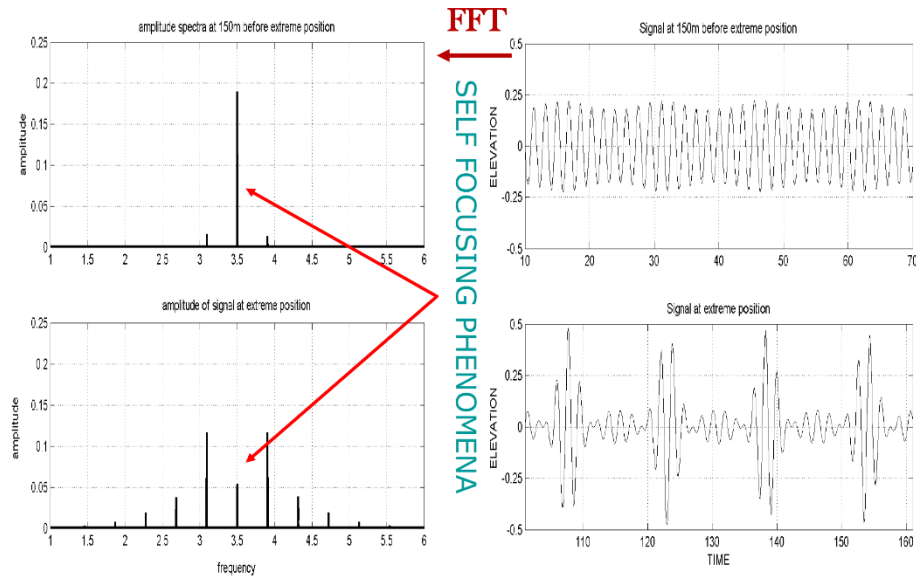 FFT
SELF FOCUSING PHENOMENA
amplitude spectra at 150m before extreme position
0.25
0.2
0.15
0.1
0.05
0
amplitude
1 1.5 2 2.5 3 3.5 4 4.5 5 5.5 6
Signal at 150m before extreme position
0.5
0.25
0
-0.25
-0.5
ELEVATION
10 20 30 40 50 60 70
amplitude of signal at extreme position
0.25
0.2
0.15
0.1
0.05
0
amplitude
1 1.5 2 2.5 3 3.5 4 4.5 5 5.5 6
frequency
Signal at extreme position
0.5
0.25
0
-0.25
-0.5
ELEVATION
110 120 130 140 150 160
TIME